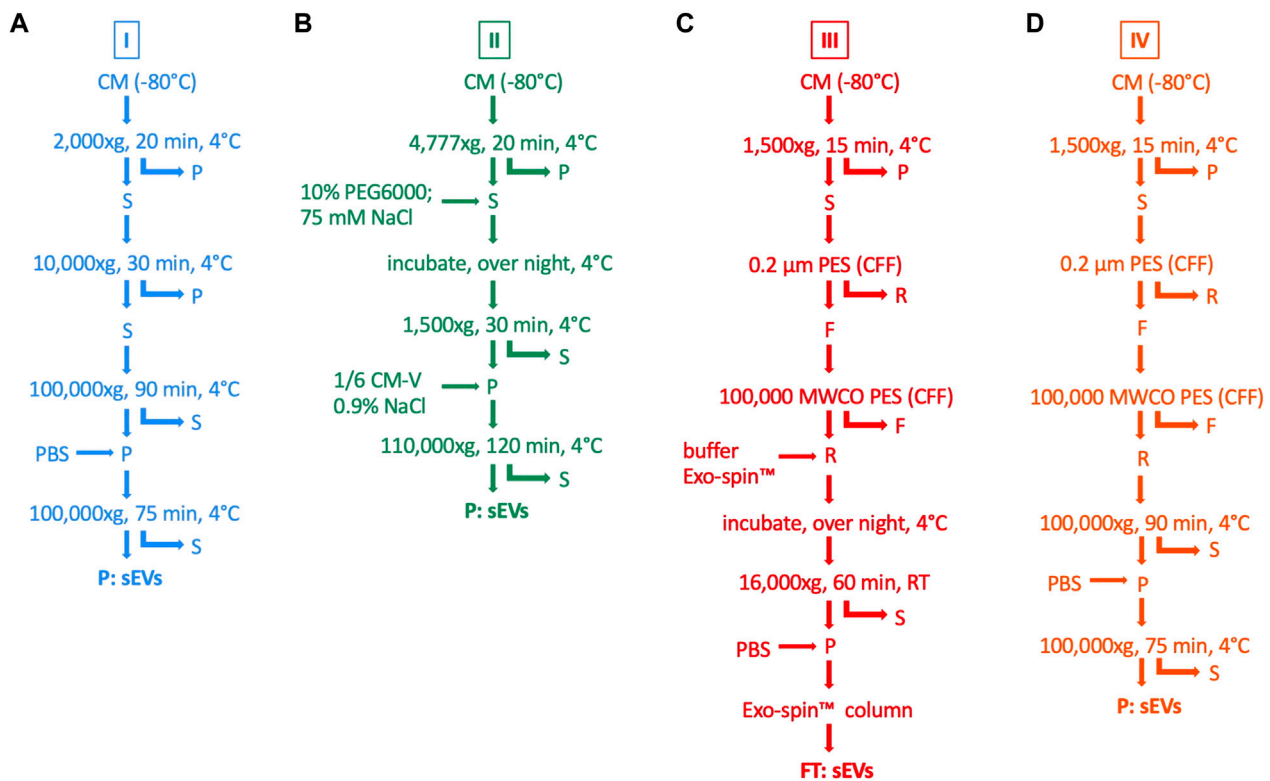 A
I
CM (-80°C)
2,000xg, 20 min, 4°C
P
S
10,000xg, 30 min, 4°C
P
S
100,000xg, 90 min, 4°C
S
PBS
P
100,000xg, 75 min, 4°C
S
P: sEVs
B
II
CM (-80°C)
4,777xg, 20 min, 4°C
P
10% PEG6000;
75 mM NaCl
S
incubate, over night, 4°C
1,500xg, 30 min, 4°C
S
1/6 CM-V
0.9% NaCl
P
110,000xg, 120 min, 4°C
S
P: sEVs
C
III
CM (-80°C)
1,500xg, 15 min, 4°C
P
S
0.2 µm PES (CFF)
R
F
100,000 MWCO PES (CFF)
F
buffer
Exo-spin™
R
incubate, over night, 4°C
16,000xg, 60 min, RT
S
PBS
P
Exo-spin™ column
FT: sEVs
D
IV
CM (-80°C)
1,500xg, 15 min, 4°C
P
S
0.2 µm PES (CFF)
R
F
100,000 MWCO PES (CFF)
F
R
100,000xg, 90 min, 4°C
S
PBS
P
100,000xg, 75 min, 4°C
S
P: sEVs